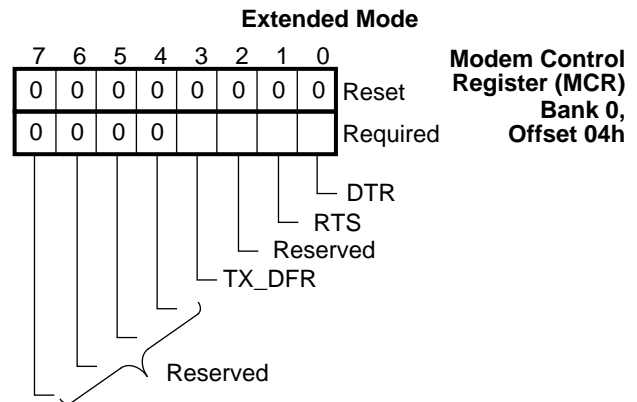 Extended Mode
7 6 5 4 3 2 1 0
0 0 0 0 0 0 0 0 Reset
0 0 0 0 Required
Modem Control
Register (MCR)
Bank 0,
Offset 04h
DTR
RTS
Reserved
TX_DFR
Reserved